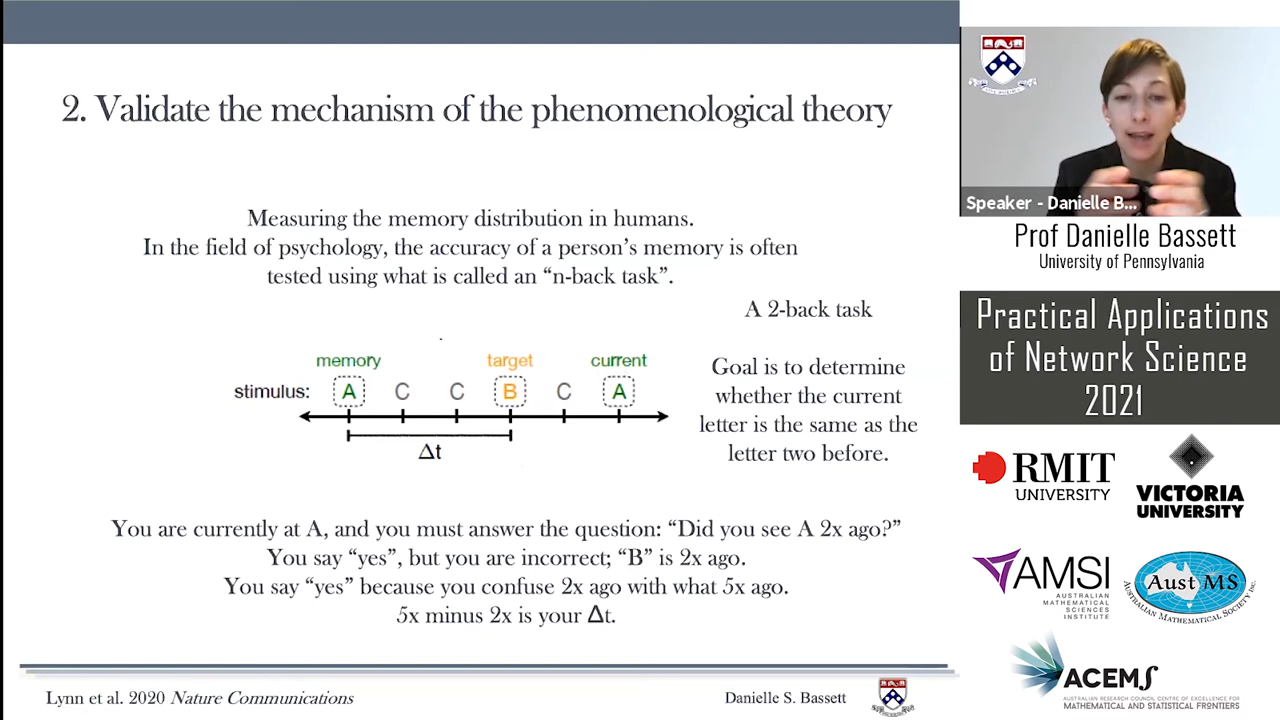 2. Validate the mechanism of the phenomenological theory
Measuring the memory distribution in humans.
In the field of psychology, the accuracy of a person’s memory is often
tested using what is called an “n-back task”.
A 2-back task
memory target current
stimulus: A C C B C A
Δt
Goal is to determine
whether the current
letter is the same as the
letter two before.
You are currently at A, and you must answer the question: “Did you see A 2x ago?”
You say “yes”, but you are incorrect; “B” is 2x ago.
You say “yes” because you confuse 2x ago with what 5x ago.
5x minus 2x is your Δt.
Lynn et al. 2020 Nature Communications
Danielle S. Bassett
Speaker - Danielle B...
Prof Danielle Bassett
University of Pennsylvania
Practical Applications
of Network Science
2021
RMIT
UNIVERSITY
VICTORIA
UNIVERSITY
AMSI
AUSTRALIAN
MATHEMATICAL
SCIENCES
INSTITUTE
Aust MS
AUSTRALIAN MATHEMATICAL SOCIETY INC.
ACEMS
AUSTRALIAN RESEARCH COUNCIL CENTRE OF EXCELLENCE FOR
MATHEMATICAL AND STATISTICAL FRONTIERS